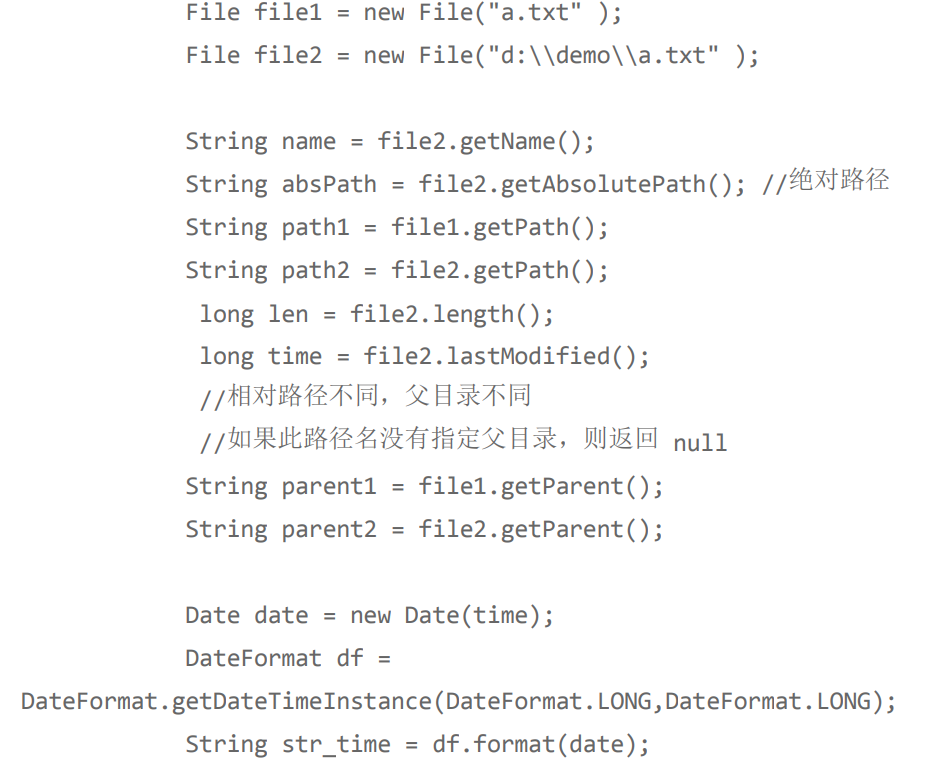 File file1 = new File("a.txt" );
File file2 = new File("d:\\demo\\a.txt" );
String name = file2.getName();
String absPath = file2.getAbsolutePath(); //绝对路径
String path1 = file1.getPath();
String path2 = file2.getPath();
long len = file2.length();
long time = file2.lastModified();
//相对路径不同，父目录不同
//如果此路径名没有指定父目录，则返回 null
String parent1 = file1.getParent();
String parent2 = file2.getParent();
Date date = new Date(time);
DateFormat df =
DateFormat.getDateTimeInstance(DateFormat.LONG,DateFormat.LONG);
String str_time = df.format(date);